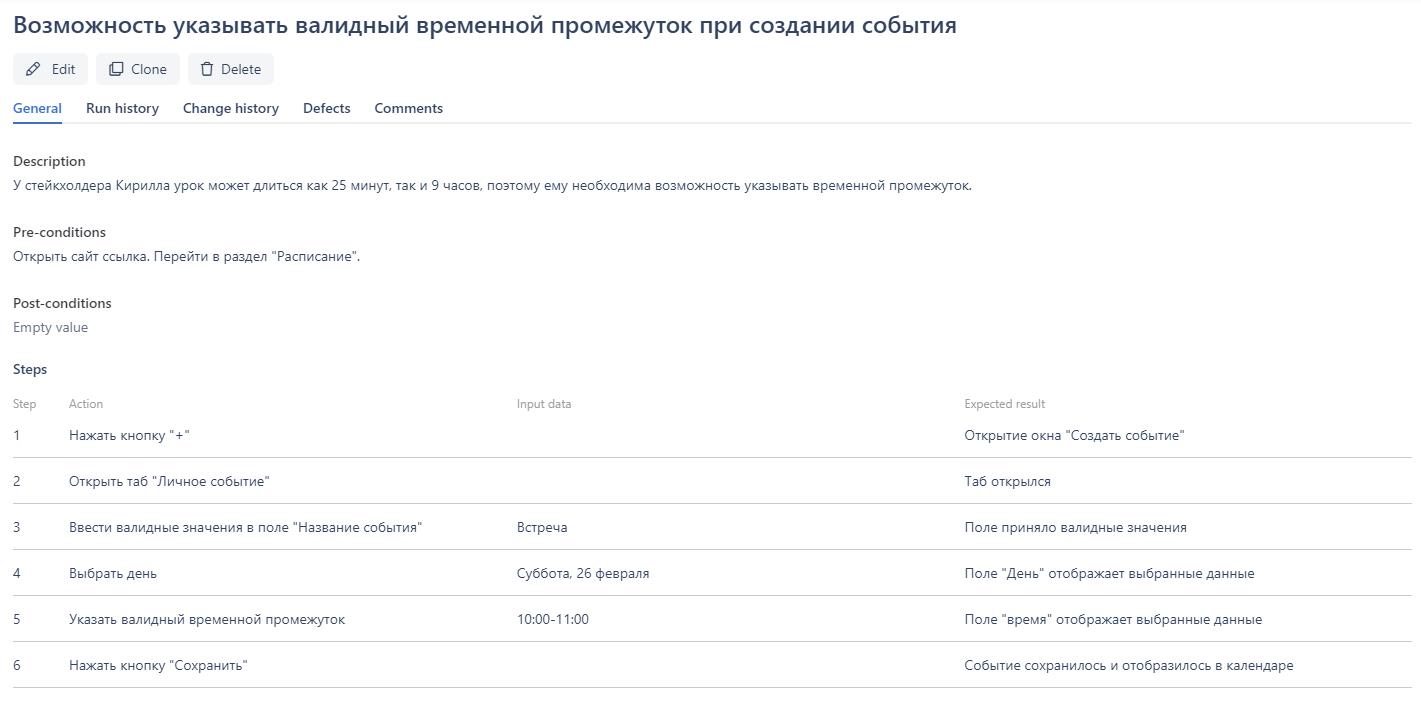 Возможность указывать валидный временной промежуток при создании события
Edit Clone Delete
General Run history Change history Defects Comments
Description
У стейкхолдера Кирилла урок может длиться как 25 минут, так и 9 часов, поэтому ему необходима возможность указывать временной промежуток.
Pre-conditions
Открыть сайт ссылка. Перейти в раздел "Расписание".
Post-conditions
Empty value
Steps
Step Action Input data Expected result
1 Нажать кнопку "+" Открытие окна "Создать событие"
2 Открыть таб "Личное событие" Таб открылся
3 Ввести валидные значения в поле "Название события" Встреча Поле приняло валидные значения
4 Выбрать день Суббота, 26 февраля Поле "День" отображает выбранные данные
5 Указать валидный временной промежуток 10:00-11:00 Поле "время" отображает выбранные данные
6 Нажать кнопку "Сохранить" Событие сохранилось и отобразилось в календаре